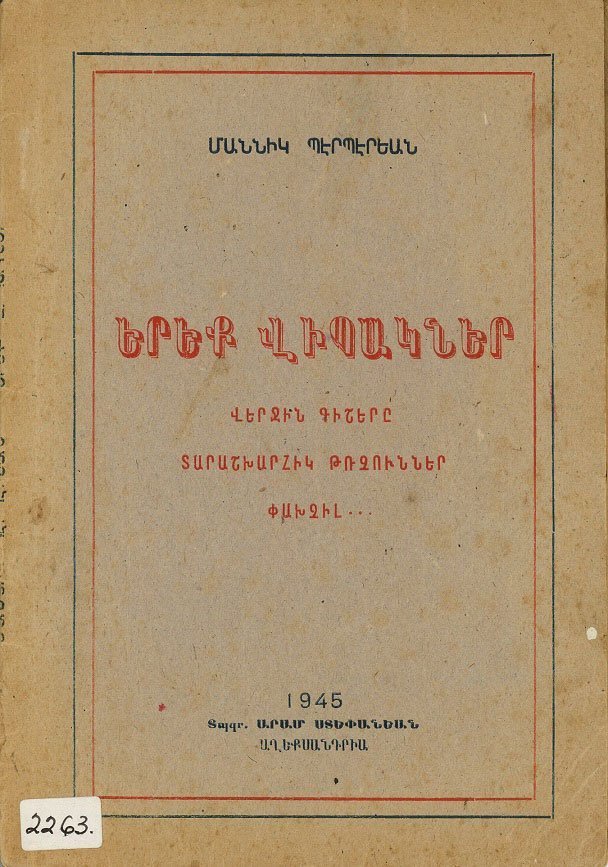 ՄԱՆՆԻԿ ՊԷՐՊԷՐԵԱՆ
ԵՐԵՔ ՎԻՊԱԿՆԵՐ
ՎԵՐՋԻՆ ԳԻՇԵՐԸ
ՏԱՐԱՇԽԱՐՀԻԿ ԹՌՉՈՒՆՆԵՐ
ՓԱԽՉԻԼ...
1945
Տպգր. ԱՐԱՄ ՍՏԵՓԱՆԵԱՆ
ԱՂԵՔՍԱՆԴՐԻԱ
2263.